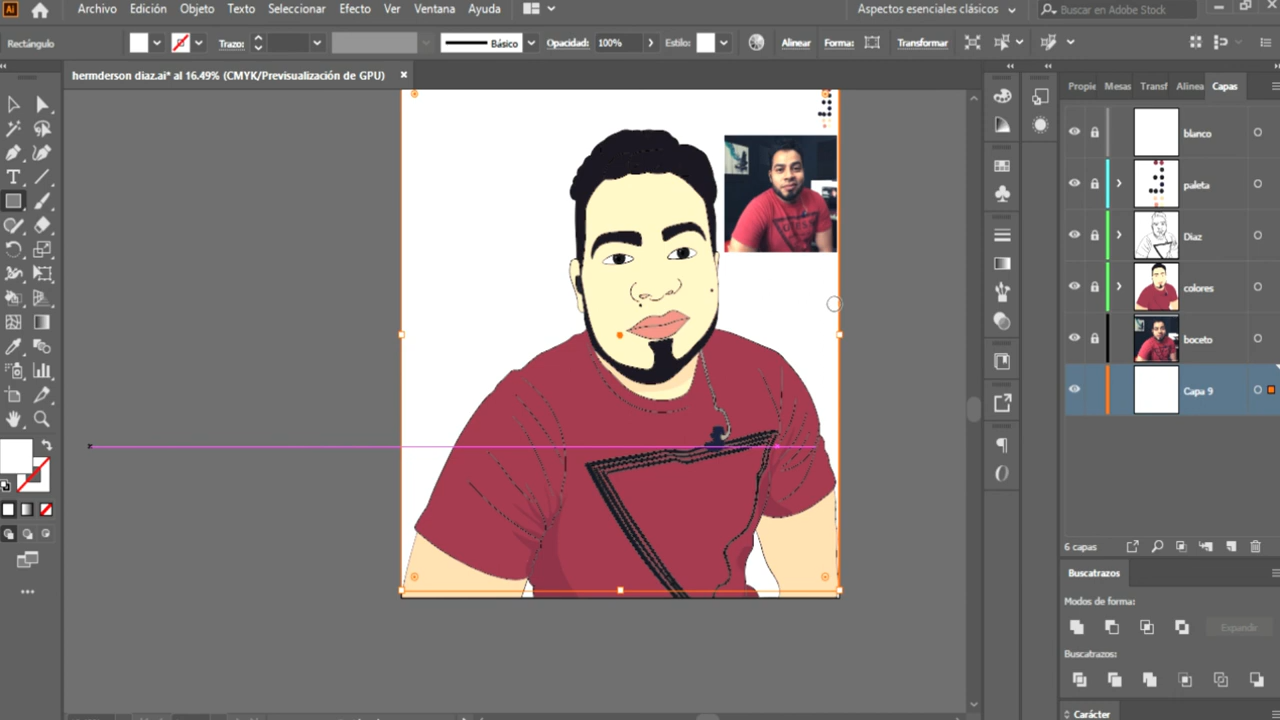 Ai Archivo Edición Objeto Texto Seleccionar Efecto Ver Ventana Ayuda Aspectos esenciales clásicos Buscar en Adobe Stock
Rectángulo Trazo: Básico Opacidad: 100% Estilo: Alinear Forma: Transformar
hermderson diaz.ai* al 16.49% (CMYK/Previsualización de GPU) ×
Propie Mesas Transf Alinea Capas
blanco
paleta
Diaz
colores
boceto
Capa 9
6 capas
Buscatrazos
Modos de forma:
Expandir
Buscatrazos:
Carácter